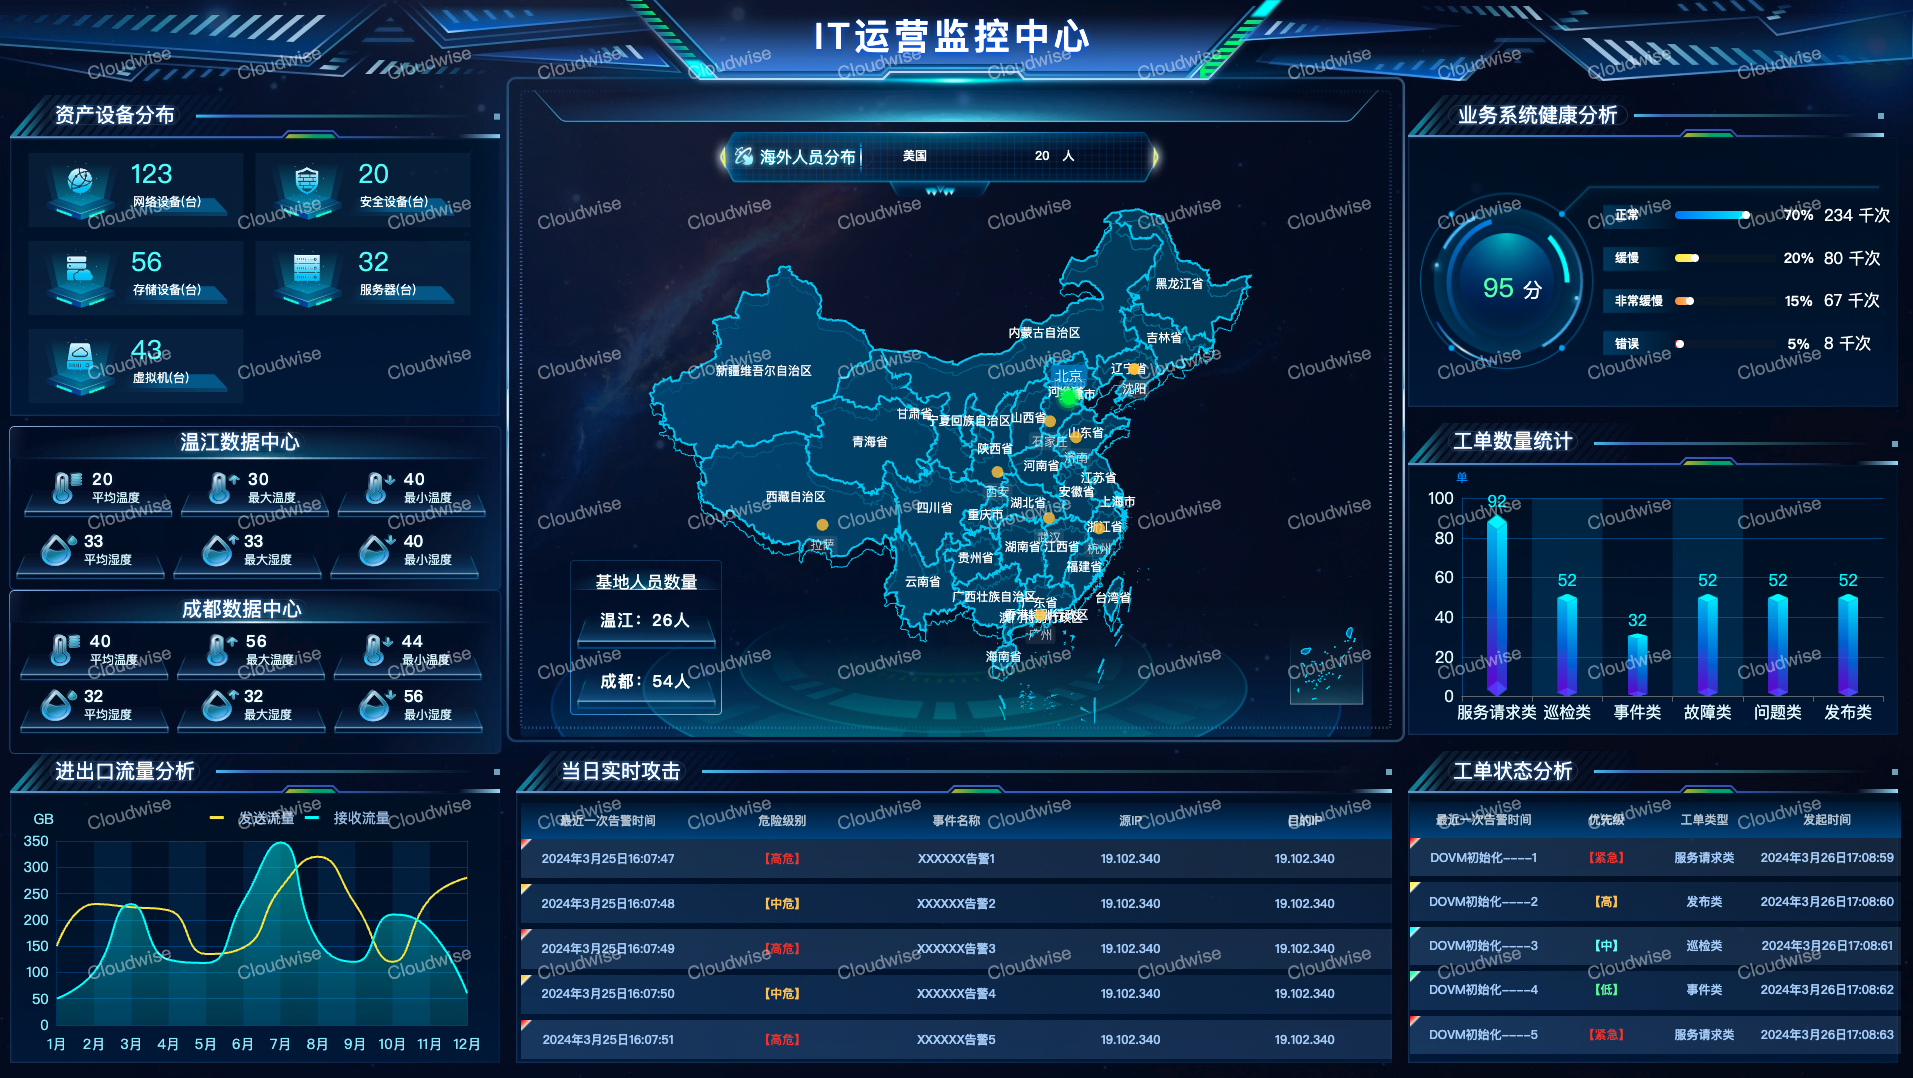 IT运营监控中心
资产设备分布
123
网络设备(台)
20
安全设备(台)
56
存储设备(台)
32
服务器(台)
43
虚拟机(台)
温江数据中心
20
平均温度
30
最大温度
40
最小温度
33
平均湿度
33
最大湿度
40
最小湿度
成都数据中心
40
平均温度
56
最大温度
44
最小温度
32
平均湿度
32
最大湿度
56
最小湿度
进出口流量分析
GB
发送流量
接收流量
350
300
250
200
150
100
50
0
1月 2月 3月 4月 5月 6月 7月 8月 9月 10月 11月 12月
海外人员分布
美国
20 人
黑龙江省
内蒙古自治区
吉林省
新疆维吾尔自治区
辽宁省
北京
沈阳
甘肃省
宁夏回族自治区
山西省
山东省
青海省
石家庄
陕西省
济南
河南省
江苏省
西藏自治区
西安
安徽省
四川省
湖北省
上海市
重庆市
浙江省
拉萨
武汉
湖南省
江西省
杭州
贵州省
福建省
云南省
广西壮族自治区
广东省
台湾省
广州
海南省
基地人员数量
温江：26人
成都：54人
当日实时攻击
最近一次告警时间 危险级别 事件名称 源IP 目的IP
2024年3月25日16:07:47 【高危】 XXXXXX告警1 19.102.340 19.102.340
2024年3月25日16:07:48 【中危】 XXXXXX告警2 19.102.340 19.102.340
2024年3月25日16:07:49 【高危】 XXXXXX告警3 19.102.340 19.102.340
2024年3月25日16:07:50 【中危】 XXXXXX告警4 19.102.340 19.102.340
2024年3月25日16:07:51 【高危】 XXXXXX告警5 19.102.340 19.102.340
业务系统健康分析
95 分
正常 70% 234 千次
缓慢 20% 80 千次
非常缓慢 15% 67 千次
错误 5% 8 千次
工单数量统计
单
100
80
60
40
20
0
92
52
32
52
52
52
服务请求类 巡检类 事件类 故障类 问题类 发布类
工单状态分析
最近一次告警时间 优先级 工单类型 发起时间
DOVM初始化----1 【紧急】 服务请求类 2024年3月26日17:08:59
DOVM初始化----2 【高】 发布类 2024年3月26日17:08:60
DOVM初始化----3 【中】 巡检类 2024年3月26日17:08:61
DOVM初始化----4 【低】 事件类 2024年3月26日17:08:62
DOVM初始化----5 【紧急】 服务请求类 2024年3月26日17:08:63
Cloudwise